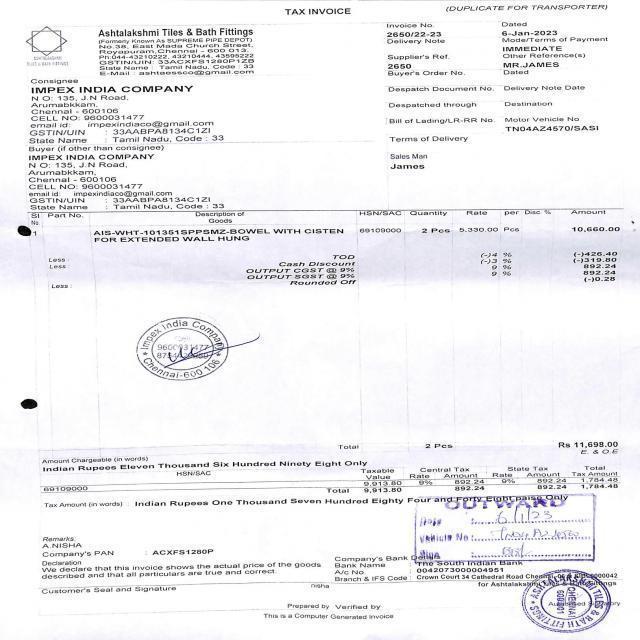 TAX INVOICE
(DUPLICATE FOR TRANSPORTER)
ASHTALAKSHMI
TILES & BATH FITTINGS
Ashtalakshmi Tiles & Bath Fittings
(Formerly Known As SUPREME PIPE DEPOT)
No.38, East Mada Church Street,
Royapuram,Chennai - 600 013.
Ph:044-43210222, 43210444, 43595222
GSTIN/UIN: 33ACXFS1280P1ZB
State Name : Tamil Nadu, Code : 33
E-Mail : ashtaessco@gmail.com
Invoice No.
2650/22-23
Dated
6-Jan-2023
Delivery Note
Mode/Terms of Payment
IMMEDIATE
Supplier's Ref.
2650
Other Reference(s)
MR.JAMES
Buyer's Order No.
Dated
Despatch Document No.
Delivery Note Date
Despatched through
Destination
Bill of Lading/LR-RR No.
Motor Vehicle No
TN04AZ4570/SASI
Terms of Delivery
Sales Man
James
Consignee
IMPEX INDIA COMPANY
N O: 135, J.N Road,
Arumabkkam,
Chennai - 600106
CELL NO: 9600031477
email id: impexindiaco@gmail.com
GSTIN/UIN : 33AABPA8134C1ZI
State Name : Tamil Nadu, Code : 33
Buyer (if other than consignee)
IMPEX INDIA COMPANY
N O: 135, J.N Road,
Arumabkkam,
Chennai - 600106
CELL NO: 9600031477
email id: impexindiaco@gmail.com
GSTIN/UIN : 33AABPA8134C1ZI
State Name : Tamil Nadu, Code : 33
Sl No. Part No. Description of Goods HSN/SAC Quantity Rate per Disc % Amount
1 AIS-WHT-101351SPPSMZ-BOWEL WITH CISTEN 69109000 2 Pcs 5,330.00 Pcs 10,660.00
FOR EXTENDED WALL HUNG
Less : TOD (-)4 % (-)426.40
Less : Cash Discount (-)3 % (-)319.80
OUTPUT CGST @ 9% 9 % 892.24
OUTPUT SGST @ 9% 9 % 892.24
Less : Rounded Off (-)0.28
Impex India Company
9600031477
Chennai-600 106
Total 2 Pcs Rs 11,698.00
Amount Chargeable (in words) E. & O.E
Indian Rupees Eleven Thousand Six Hundred Ninety Eight Only
HSN/SAC Taxable Value Central Tax Rate Amount State Tax Rate Amount Total Tax Amount
69109000 9,913.80 9% 892.24 9% 892.24 1,784.48
Total 9,913.80 892.24 892.24 1,784.48
Tax Amount (in words) : Indian Rupees One Thousand Seven Hundred Eighty Four and Forty Eight paise Only
OUTWARD
6/1/23
Vehicle No
Remarks:
A.NISHA
Company's PAN : ACXFS1280P
Declaration
We declare that this invoice shows the actual price of the goods
described and that all particulars are true and correct.
Company's Bank Details
Bank Name : The South Indian Bank
A/c No. : 0042073000004951
Branch & IFS Code : Crown Court 34 Cathedral Road Chennai
for Ashtalakshmi Tiles & Bath Fittings
Customer's Seal and Signature
nisha
Authorised Signatory
Prepared by Verified by
This is a Computer Generated Invoice